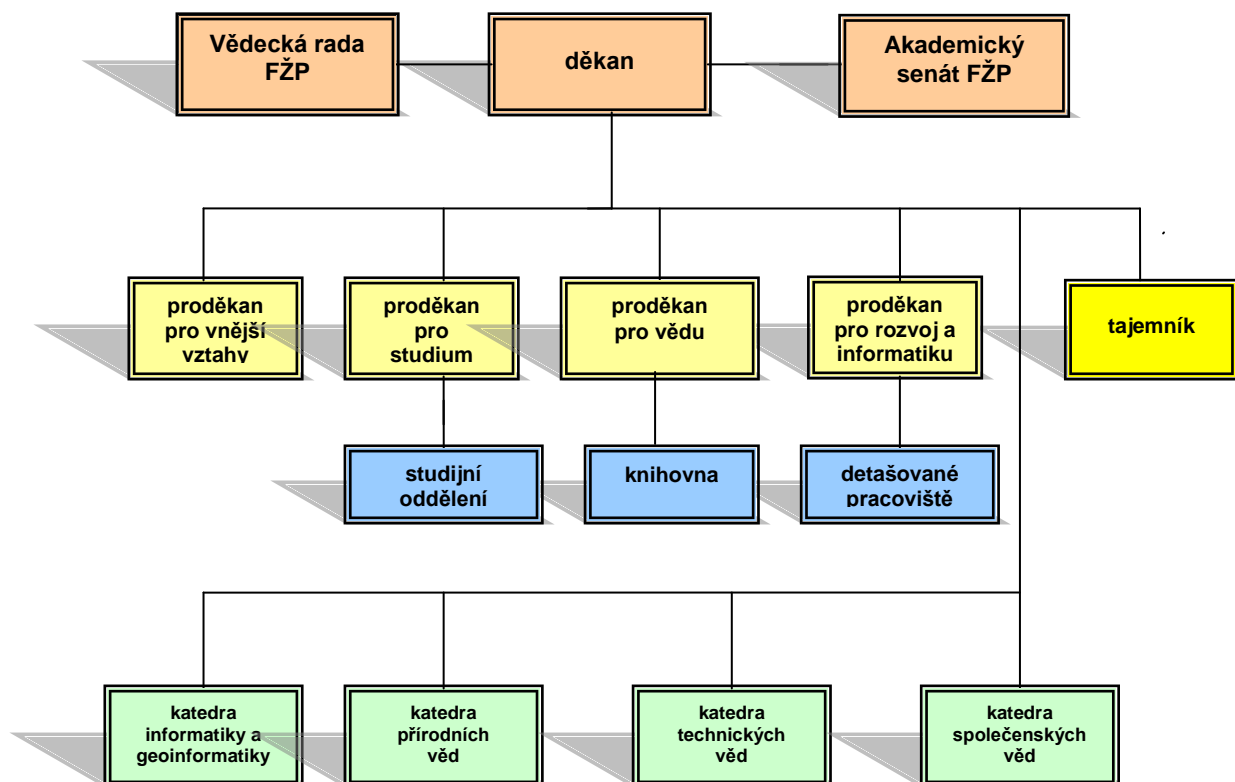 Vědecká rada
FŽP
děkan
Akademický
senát FŽP
proděkan
pro vnější
vztahy
proděkan
pro
studium
proděkan
pro vědu
proděkan
pro rozvoj a
informatiku
tajemník
studijní
oddělení
knihovna
detašované
pracoviště
katedra
informatiky a
geoinformatiky
katedra
přírodních
věd
katedra
technických
věd
katedra
společenských
věd